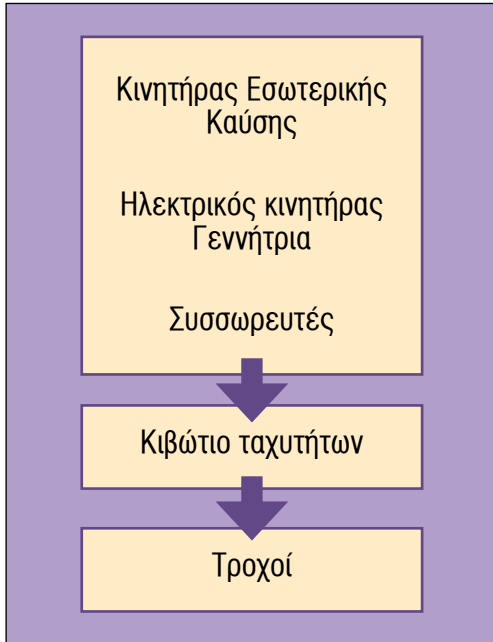 Κινητήρας Εσωτερικής
Καύσης
Ηλεκτρικός κινητήρας
Γεννήτρια
Συσσωρευτές
Κιβώτιο ταχυτήτων
Τροχοί